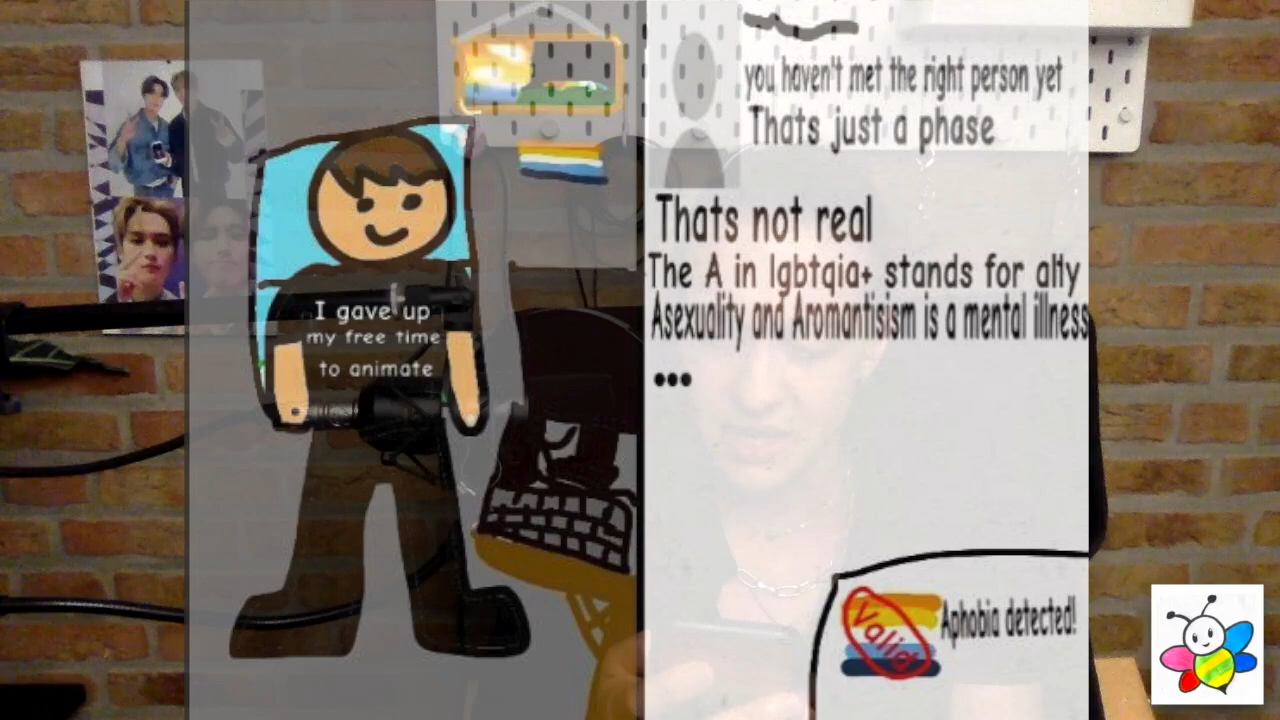 I gave up
my free time
to animate
you haven't met the right person yet
Thats just a phase
Thats not real
The A in lgbtqia+ stands for ally
Asexuality and Aromantisism is a mental illness
...
Valid
Aphobia detected!